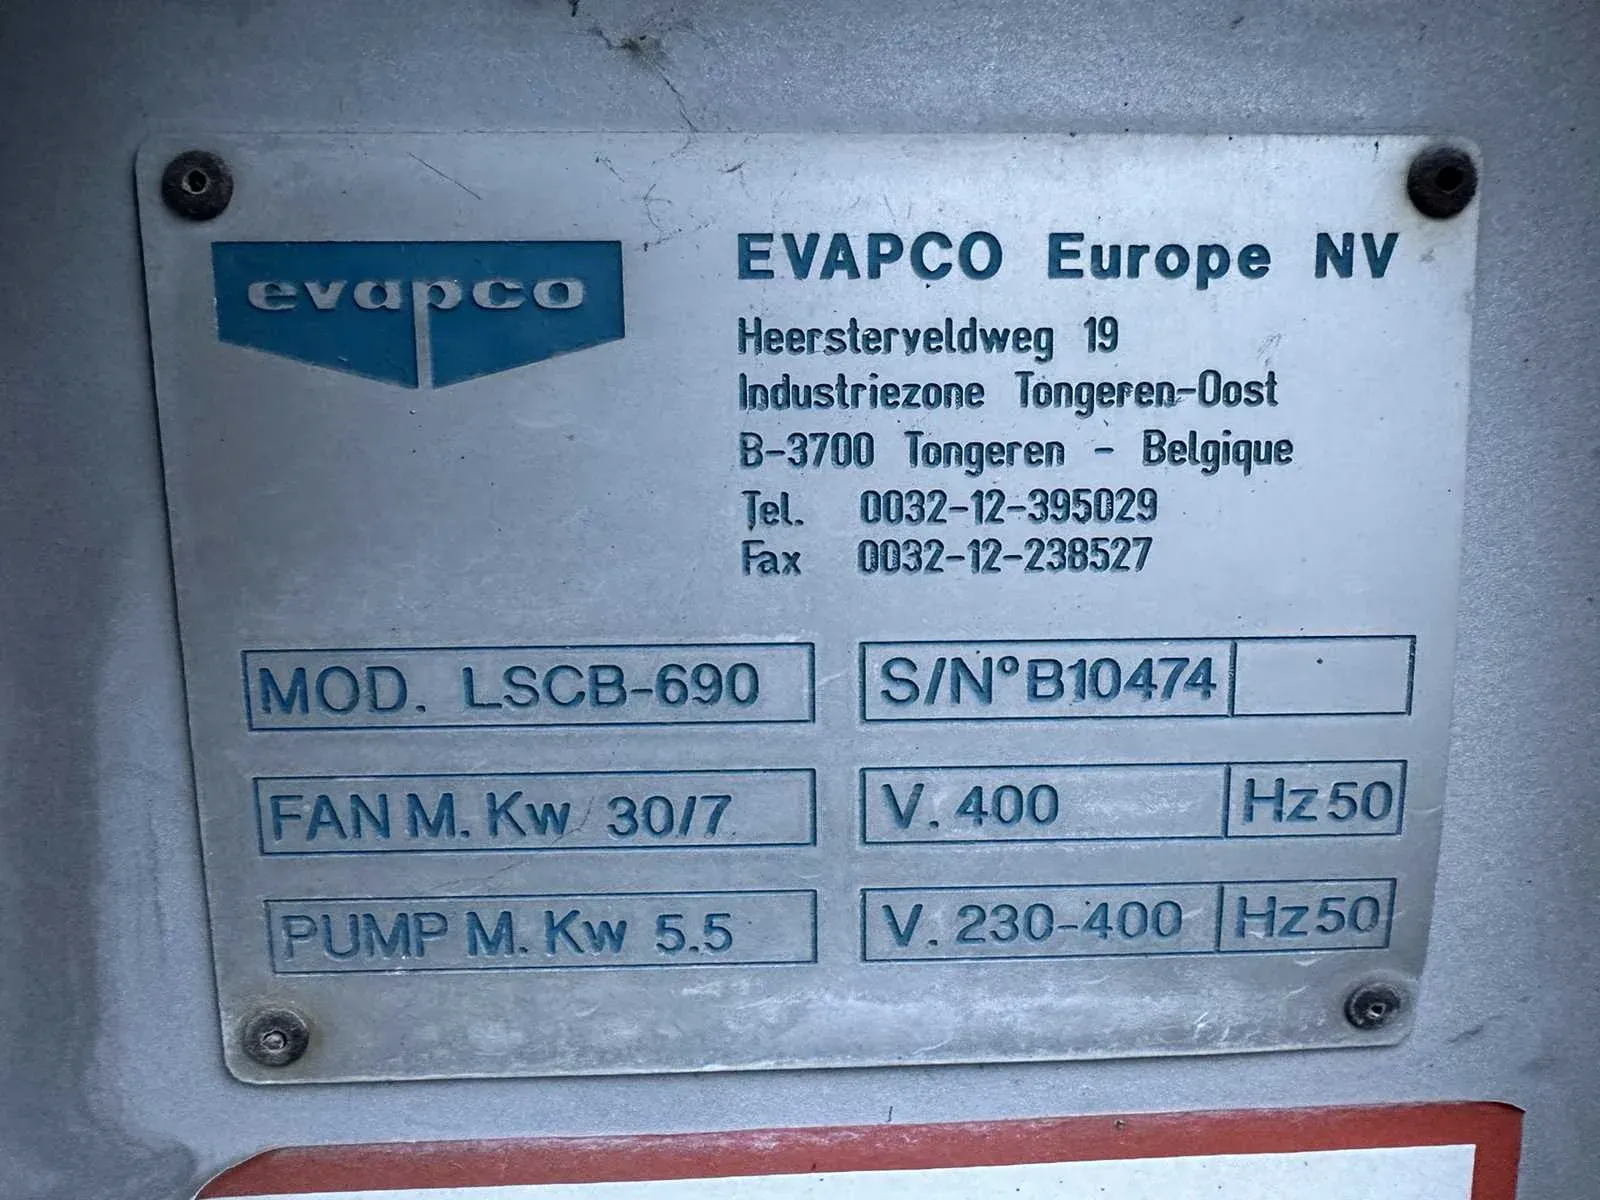 evapco
EVAPCO Europe NV
Heersterveldweg 19
Industriezone Tongeren-Oost
B-3700 Tongeren - Belgique
Tel. 0032-12-395029
Fax 0032-12-238527
MOD. LSCB-690
S/N° B10474
FAN M. Kw 30/7
V. 400 Hz 50
PUMP M. Kw 5.5
V. 230-400 Hz 50